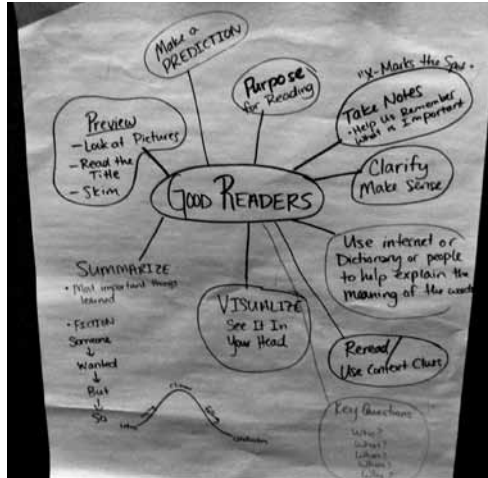 Make a
PREDICTION
Purpose
for Reading
"X-Marks the
TAKE NOTES
• Help Us Remember
what is Important
Preview
- Look at Pictures
- Read the
Title
- Skim
GOOD READERS
Clarify
Make Sense
Use internet or
Dictionary or people
to help explain the
meaning of the words
SUMMARIZE
• Most important things
learned
• FICTION
Someone
Wanted
But
So
VISUALIZE
See It In
Your Head
Reread/
Use Context Clues
Key Questions
Who?
What?
When?